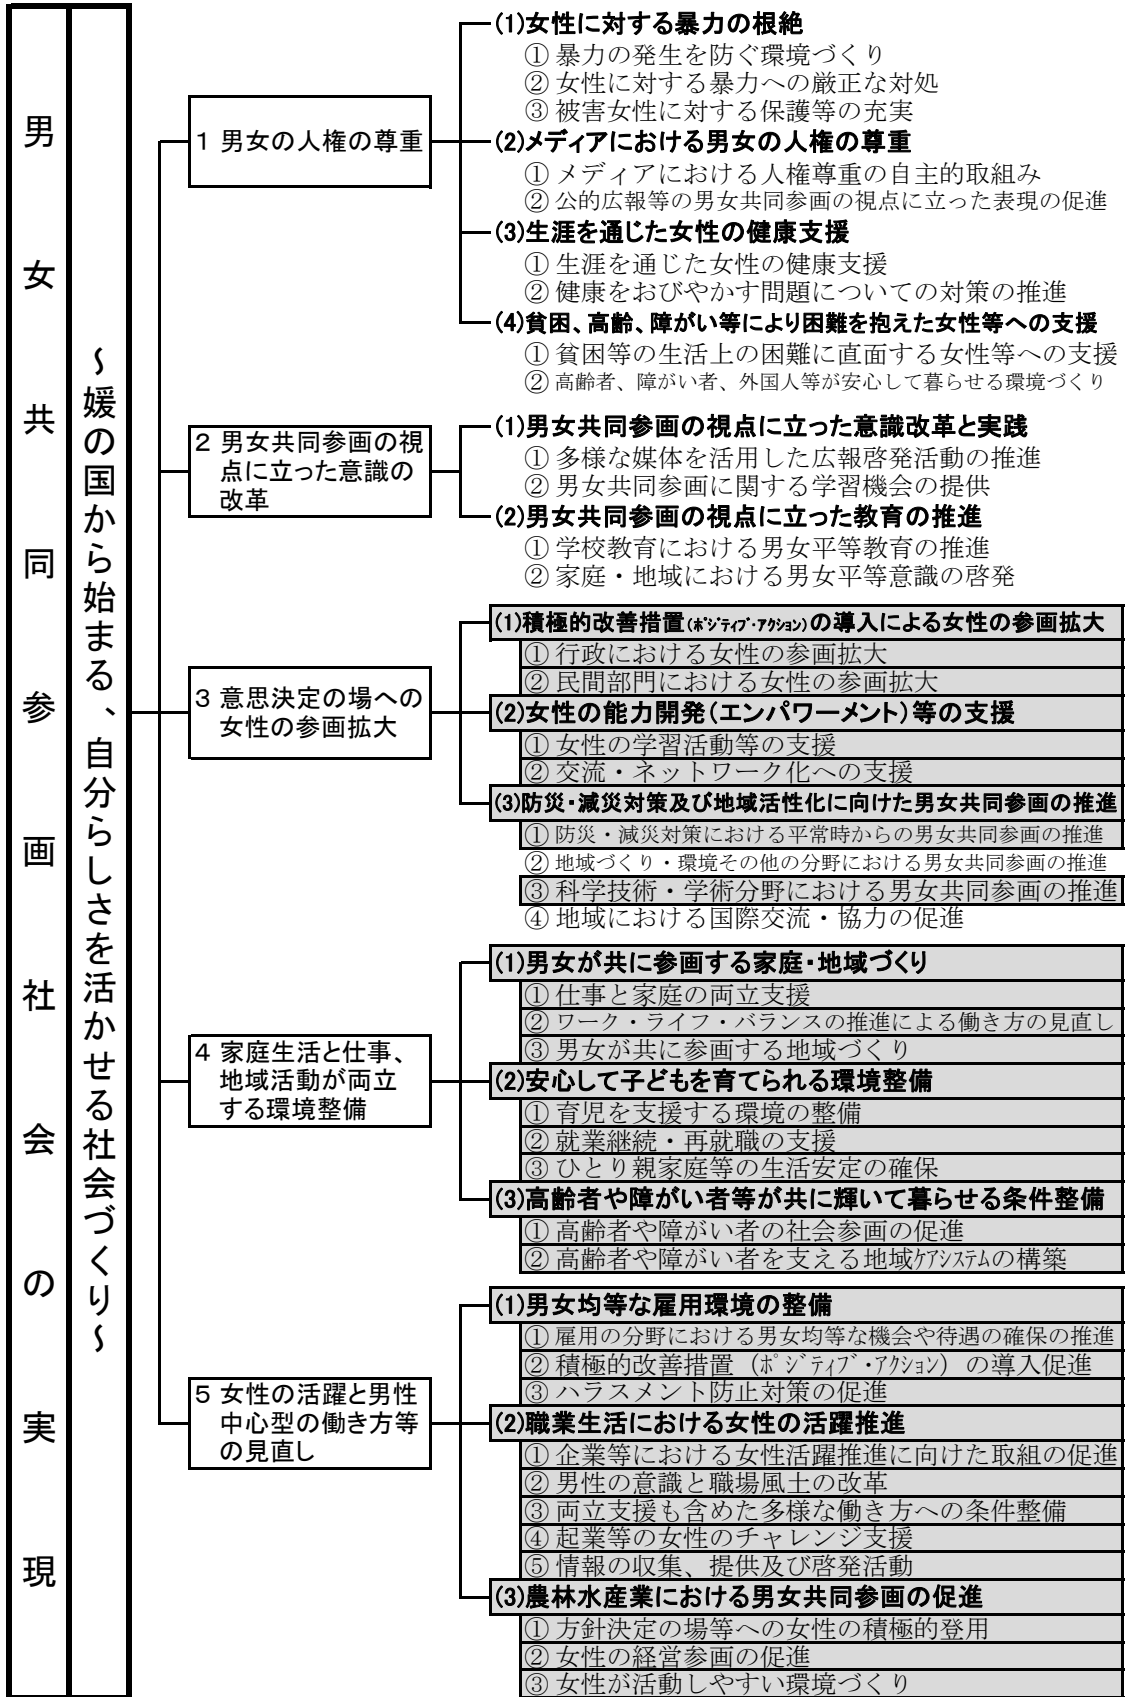 男女共同参画社会の実現
～媛の国から始まる、自分らしさを活かせる社会づくり～
1 男女の人権の尊重
(1)女性に対する暴力の根絶
① 暴力の発生を防ぐ環境づくり
② 女性に対する暴力への厳正な対処
③ 被害女性に対する保護等の充実
(2)メディアにおける男女の人権の尊重
① メディアにおける人権尊重の自主的取組み
② 公的広報等の男女共同参画の視点に立った表現の促進
(3)生涯を通じた女性の健康支援
① 生涯を通じた女性の健康支援
② 健康をおびやかす問題についての対策の推進
(4)貧困、高齢、障がい等により困難を抱えた女性等への支援
① 貧困等の生活上の困難に直面する女性等への支援
② 高齢者、障がい者、外国人等が安心して暮らせる環境づくり
2 男女共同参画の視
点に立った意識の
改革
(1)男女共同参画の視点に立った意識改革と実践
① 多様な媒体を活用した広報啓発活動の推進
② 男女共同参画に関する学習機会の提供
(2)男女共同参画の視点に立った教育の推進
① 学校教育における男女平等教育の推進
② 家庭・地域における男女平等意識の啓発
3 意思決定の場への
女性の参画拡大
(1)積極的改善措置(ﾎﾟｼﾞﾃｨﾌﾞ･ｱｸｼｮﾝ)の導入による女性の参画拡大
① 行政における女性の参画拡大
② 民間部門における女性の参画拡大
(2)女性の能力開発(エンパワーメント)等の支援
① 女性の学習活動等の支援
② 交流・ネットワーク化への支援
(3)防災・減災対策及び地域活性化に向けた男女共同参画の推進
① 防災・減災対策における平常時からの男女共同参画の推進
② 地域づくり・環境その他の分野における男女共同参画の推進
③ 科学技術・学術分野における男女共同参画の推進
④ 地域における国際交流・協力の促進
4 家庭生活と仕事、
地域活動が両立
する環境整備
(1)男女が共に参画する家庭・地域づくり
① 仕事と家庭の両立支援
② ワーク・ライフ・バランスの推進による働き方の見直し
③ 男女が共に参画する地域づくり
(2)安心して子どもを育てられる環境整備
① 育児を支援する環境の整備
② 就業継続・再就職の支援
③ ひとり親家庭等の生活安定の確保
(3)高齢者や障がい者等が共に輝いて暮らせる条件整備
① 高齢者や障がい者の社会参画の促進
② 高齢者や障がい者を支える地域ｹｱｼｽﾃﾑの構築
5 女性の活躍と男性
中心型の働き方等
の見直し
(1)男女均等な雇用環境の整備
① 雇用の分野における男女均等な機会や待遇の確保の推進
② 積極的改善措置（ﾎﾟｼﾞﾃｨﾌﾞ･ｱｸｼｮﾝ）の導入促進
③ ハラスメント防止対策の促進
(2)職業生活における女性の活躍推進
① 企業等における女性活躍推進に向けた取組の促進
② 男性の意識と職場風土の改革
③ 両立支援も含めた多様な働き方への条件整備
④ 起業等の女性のチャレンジ支援
⑤ 情報の収集、提供及び啓発活動
(3)農林水産業における男女共同参画の促進
① 方針決定の場等への女性の積極的登用
② 女性の経営参画の促進
③ 女性が活動しやすい環境づくり